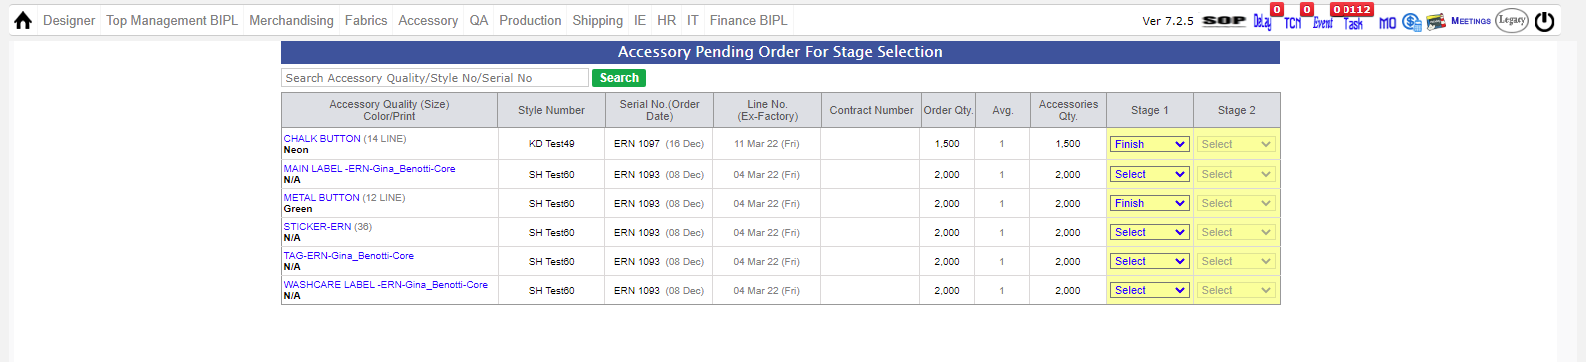 Designer Top Management BIPL Merchandising Fabrics Accessory QA Production Shipping IE HR IT Finance BIPL Ver 7.2.5 SOP Delay 0 TCN 0 Event Task MO MEETINGS Legacy
Accessory Pending Order For Stage Selection
Search Accessory Quality/Style No/Serial No Search
Accessory Quality (Size) Color/Print Style Number Serial No.(Order Date) Line No. (Ex-Factory) Contract Number Order Qty. Avg. Accessories Qty. Stage 1 Stage 2
CHALK BUTTON (14 LINE) KD Test49 ERN 1097 (16 Dec) 11 Mar 22 (Fri) 1,500 1 1,500 Finish Select
Neon
MAIN LABEL -ERN-Gina_Benotti-Core SH Test60 ERN 1093 (08 Dec) 04 Mar 22 (Fri) 2,000 1 2,000 Select Select
N/A
METAL BUTTON (12 LINE) SH Test60 ERN 1093 (08 Dec) 04 Mar 22 (Fri) 2,000 1 2,000 Finish Select
Green
STICKER-ERN (36) SH Test60 ERN 1093 (08 Dec) 04 Mar 22 (Fri) 2,000 1 2,000 Select Select
N/A
TAG-ERN-Gina_Benotti-Core SH Test60 ERN 1093 (08 Dec) 04 Mar 22 (Fri) 2,000 1 2,000 Select Select
N/A
WASHCARE LABEL -ERN-Gina_Benotti-Core SH Test60 ERN 1093 (08 Dec) 04 Mar 22 (Fri) 2,000 1 2,000 Select Select
N/A